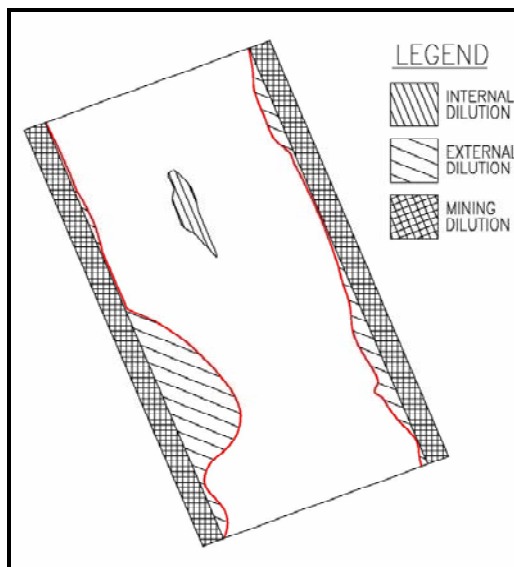 LEGEND
INTERNAL
DILUTION
EXTERNAL
DILUTION
MINING
DILUTION